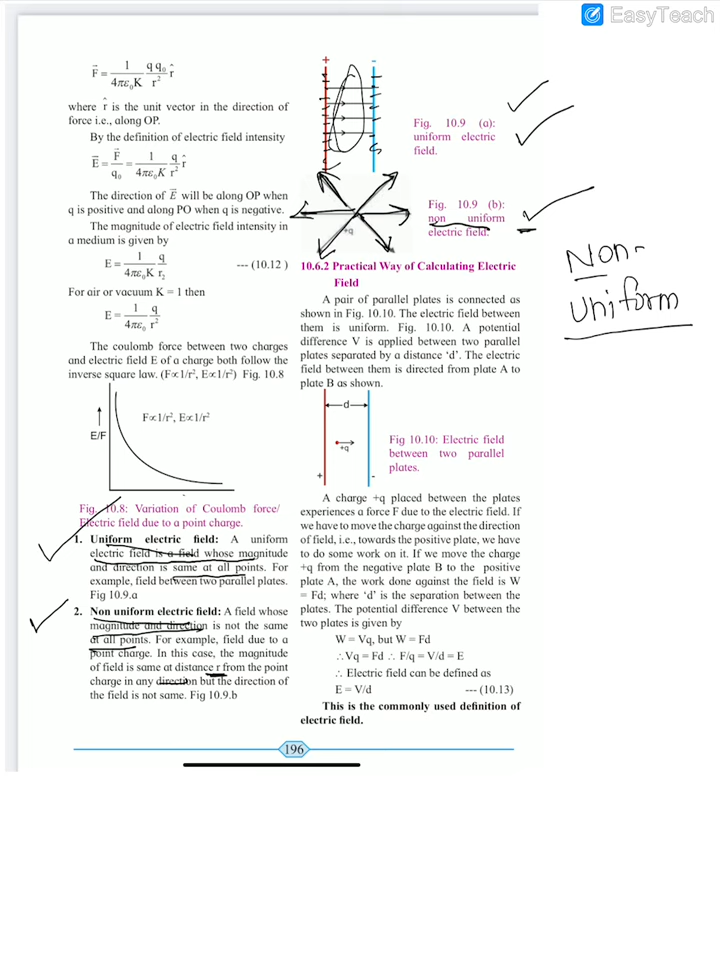 EasyTeach
F⃗ = 1/4πε₀K qq₀/r² r̂
where r̂ is the unit vector in the direction of
force i.e., along OP.
By the definition of electric field intensity
E⃗ = F⃗/q₀ = 1/4πε₀K q/r² r̂
The direction of E⃗ will be along OP when
q is positive and along PO when q is negative.
The magnitude of electric field intensity in
a medium is given by
E = 1/4πε₀K q/r₂ --- (10.12 )
For air or vacuum K = 1 then
E = 1/4πε₀ q/r²
The coulomb force between two charges
and electric field E of a charge both follow the
inverse square law. (F∝1/r², E∝1/r²) Fig. 10.8
F∝1/r², E∝1/r²
E/F
Fig. 10.8: Variation of Coulomb force/
Electric field due to a point charge.
1. Uniform electric field: A uniform
electric field is a field whose magnitude
and direction is same at all points. For
example, field between two parallel plates.
Fig 10.9.a
2. Non uniform electric field: A field whose
magnitude and direction is not the same
at all points. For example, field due to a
point charge. In this case, the magnitude
of field is same at distance r from the point
charge in any direction but the direction of
the field is not same. Fig 10.9.b
+ -
Fig. 10.9 (a):
uniform electric
field.
+q
Fig. 10.9 (b):
non uniform
electric field.
10.6.2 Practical Way of Calculating Electric
Field
A pair of parallel plates is connected as
shown in Fig. 10.10. The electric field between
them is uniform. Fig. 10.10. A potential
difference V is applied between two parallel
plates separated by a distance ‘d’. The electric
field between them is directed from plate A to
plate B as shown.
d
+q
+ -
Fig 10.10: Electric field
between two parallel
plates.
A charge +q placed between the plates
experiences a force F due to the electric field. If
we have to move the charge against the direction
of field, i.e., towards the positive plate, we have
to do some work on it. If we move the charge
+q from the negative plate B to the positive
plate A, the work done against the field is W
= Fd; where ‘d’ is the separation between the
plates. The potential difference V between the
two plates is given by
W = Vq, but W = Fd
∴Vq = Fd ∴ F/q = V/d = E
∴ Electric field can be defined as
E = V/d --- (10.13)
This is the commonly used definition of
electric field.
196
Non-
Uniform